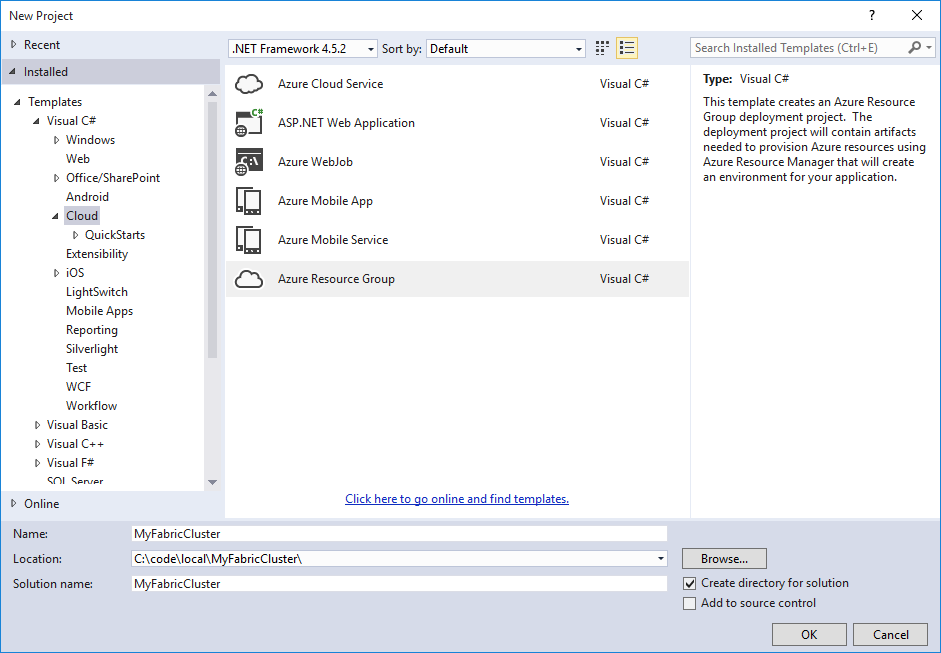 New Project
?
Recent
Installed
Templates
Visual C#
Windows
Web
Office/SharePoint
Android
Cloud
QuickStarts
Extensibility
iOS
LightSwitch
Mobile Apps
Reporting
Silverlight
Test
WCF
Workflow
Visual Basic
Visual C++
Visual F#
SQL Server
Online
.NET Framework 4.5.2 Sort by: Default
Azure Cloud Service Visual C#
ASP.NET Web Application Visual C#
Azure WebJob Visual C#
Azure Mobile App Visual C#
Azure Mobile Service Visual C#
Azure Resource Group Visual C#
Click here to go online and find templates.
Search Installed Templates (Ctrl+E)
Type: Visual C#
This template creates an Azure Resource
Group deployment project. The
deployment project will contain artifacts
needed to provision Azure resources using
Azure Resource Manager that will create
an environment for your application.
Name: MyFabricCluster
Location: C:\code\local\MyFabricCluster\
Browse...
Solution name: MyFabricCluster
Create directory for solution
Add to source control
OK
Cancel